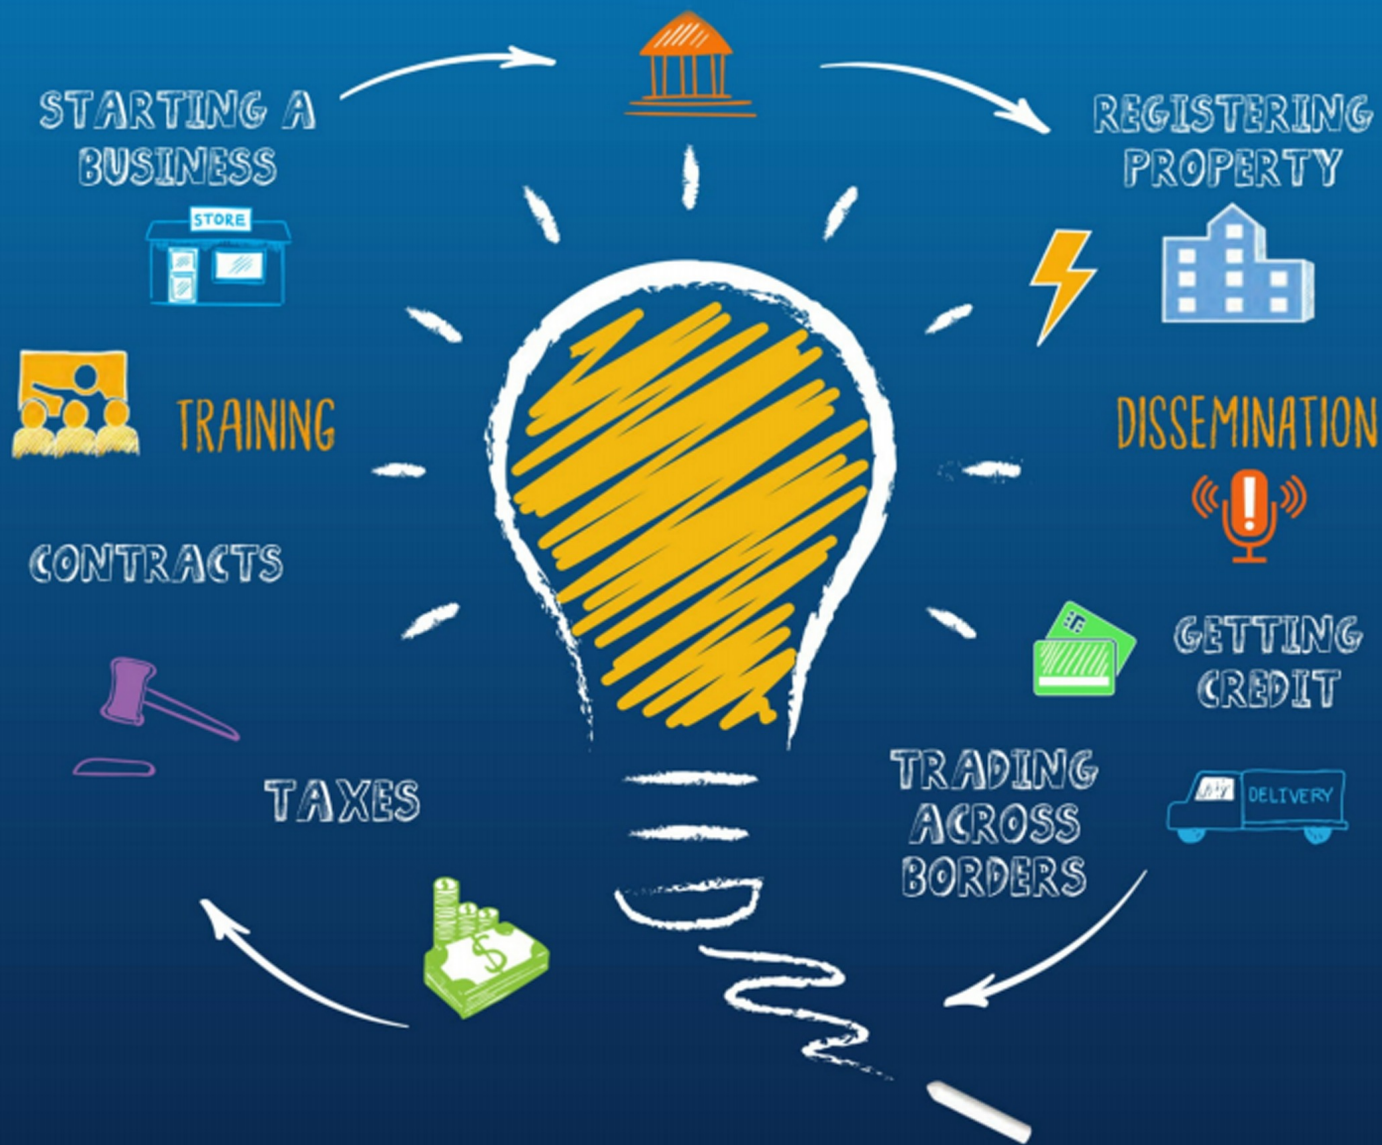 STARTING A
BUSINESS
STORE
REGISTERING
PROPERTY
TRAINING
DISSEMINATION
CONTRACTS
GETTING
CREDIT
TAXES
TRADING
ACROSS
BORDERS
DELIVERY
$